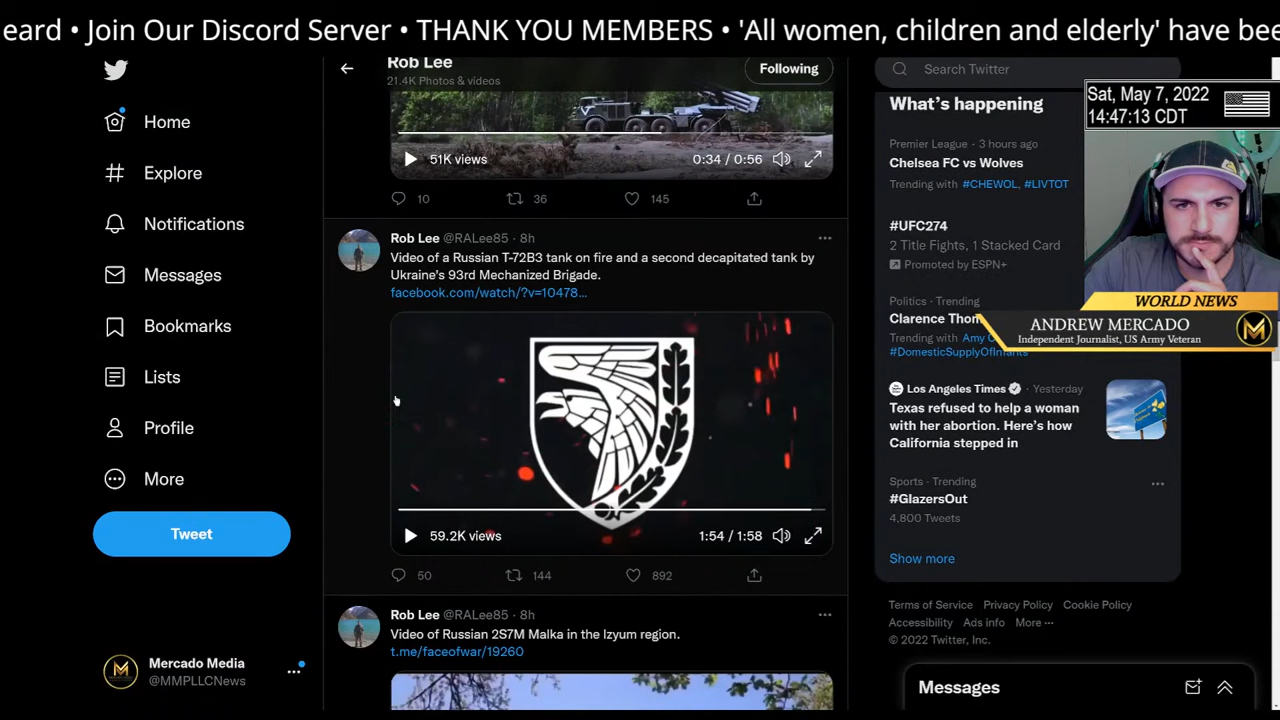 eard • Join Our Discord Server • THANK YOU MEMBERS • 'All women, children and elderly' have bee
Rob Lee
21.4K Photos & videos
Following
Search Twitter
Sat, May 7, 2022
14:47:13 CDT
Home
Explore
Notifications
Messages
Bookmarks
Lists
Profile
More
Tweet
Mercado Media
@MMPLLCNews
51K views
0:34 / 0:56
10
36
145
Rob Lee @RALee85 · 8h
Video of a Russian T-72B3 tank on fire and a second decapitated tank by
Ukraine's 93rd Mechanized Brigade.
facebook.com/watch/?v=10478...
59.2K views
1:54 / 1:58
50
144
892
Rob Lee @RALee85 · 8h
Video of Russian 2S7M Malka in the Izyum region.
t.me/faceofwar/19260
What's happening
Premier League · 3 hours ago
Chelsea FC vs Wolves
Trending with #CHEWOL, #LIVTOT
#UFC274
2 Title Fights, 1 Stacked Card
Promoted by ESPN+
Politics · Trending
Clarence Thom
Trending with Amy C
#DomesticSupplyOfInfants
WORLD NEWS
ANDREW MERCADO
Independent Journalist, US Army Veteran
Los Angeles Times · Yesterday
Texas refused to help a woman
with her abortion. Here's how
California stepped in
Sports · Trending
#GlazersOut
4,800 Tweets
Show more
Terms of Service Privacy Policy Cookie Policy
Accessibility Ads info More ···
© 2022 Twitter, Inc.
Messages